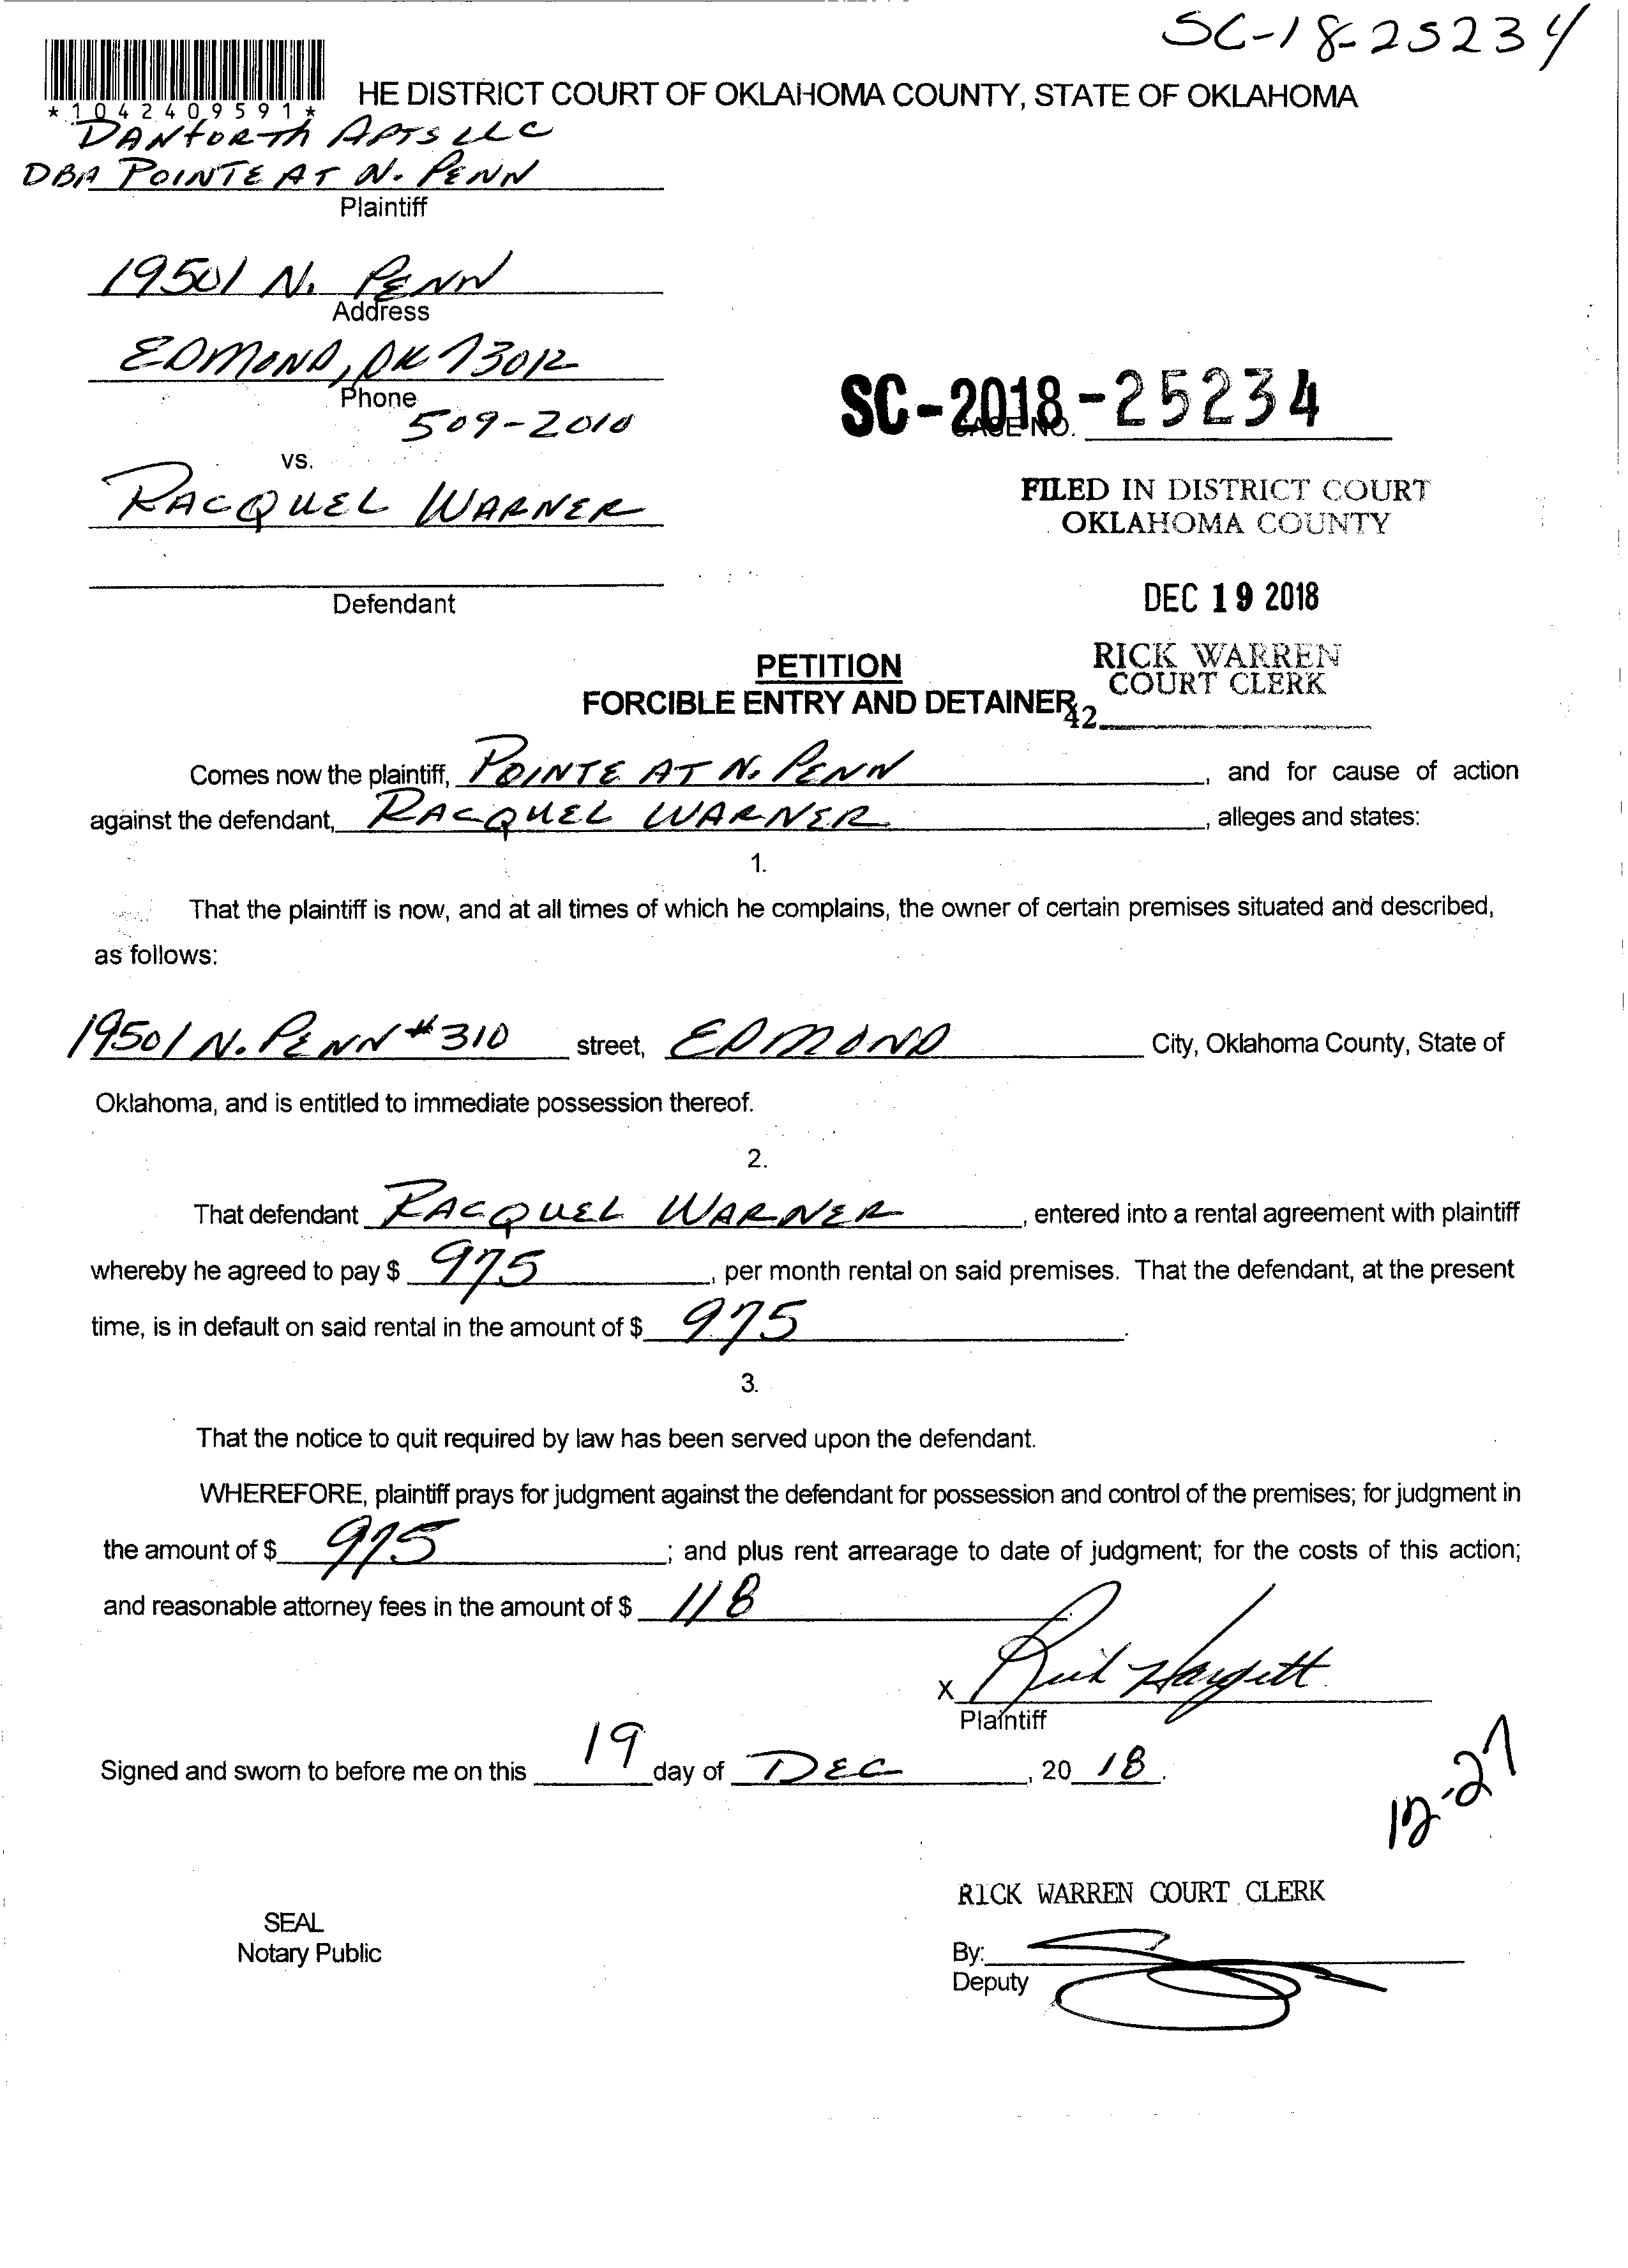 SC-18-25234
*1042409591*
HE DISTRICT COURT OF OKLAHOMA COUNTY, STATE OF OKLAHOMA
DANFORTH APTS LLC
DBA POINTE AT N. PENN
Plaintiff
19501 N. PENN
Address
EDMOND, OK 73012
Phone
509-2010
SC-2018-25234
CASE NO.
vs.
RACQUEL WARNER
FILED IN DISTRICT COURT
OKLAHOMA COUNTY
Defendant
DEC 19 2018
PETITION
RICK WARREN
COURT CLERK
FORCIBLE ENTRY AND DETAINER
42
Comes now the plaintiff, POINTE AT N. PENN, and for cause of action
against the defendant, RACQUEL WARNER, alleges and states:
1.
That the plaintiff is now, and at all times of which he complains, the owner of certain premises situated and described,
as follows:
19501 N. PENN #310 street, EDMOND City, Oklahoma County, State of
Oklahoma, and is entitled to immediate possession thereof.
2.
That defendant RACQUEL WARNER, entered into a rental agreement with plaintiff
whereby he agreed to pay $ 975, per month rental on said premises. That the defendant, at the present
time, is in default on said rental in the amount of $ 975.
3.
That the notice to quit required by law has been served upon the defendant.
WHEREFORE, plaintiff prays for judgment against the defendant for possession and control of the premises; for judgment in
the amount of $ 975; and plus rent arrearage to date of judgment; for the costs of this action;
and reasonable attorney fees in the amount of $ 118
X Rick Hargett
Plaintiff
Signed and sworn to before me on this 19 day of DEC, 2018.
12-27
RICK WARREN COURT CLERK
SEAL
Notary Public
By:
Deputy